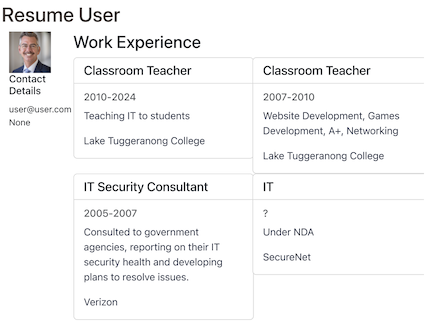 Resume User
Contact
Details
user@user.com
None
Work Experience
Classroom Teacher
2010-2024
Teaching IT to students
Lake Tuggeranong College
Classroom Teacher
2007-2010
Website Development, Games
Development, A+, Networking
Lake Tuggeranong College
IT Security Consultant
2005-2007
Consulted to government
agencies, reporting on their IT
security health and developing
plans to resolve issues.
Verizon
IT
?
Under NDA
SecureNet